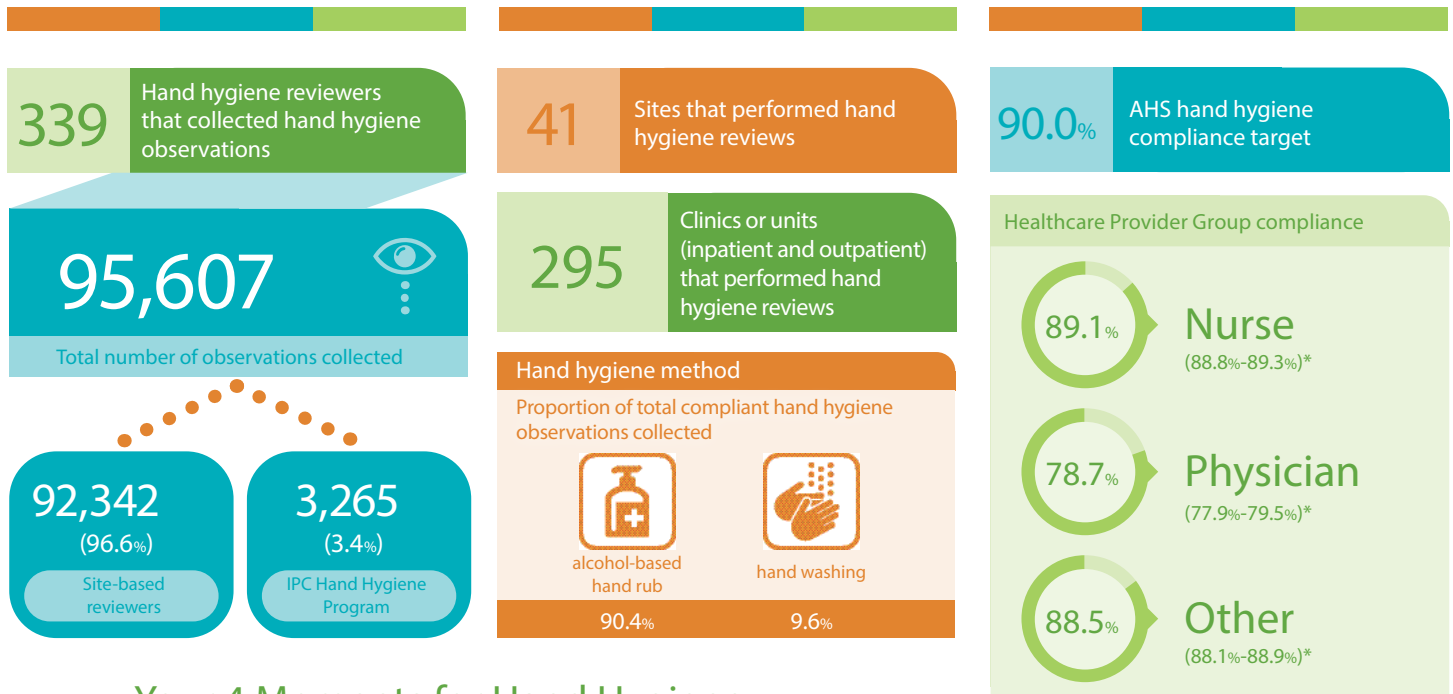 339
Hand hygiene reviewers
that collected hand hygiene
observations
95,607
Total number of observations collected
92,342
(96.6%)
Site-based
reviewers
3,265
(3.4%)
IPC Hand Hygiene
Program
41
Sites that performed hand
hygiene reviews
295
Clinics or units
(inpatient and outpatient)
that performed hand
hygiene reviews
Hand hygiene method
Proportion of total compliant hand hygiene
observations collected
alcohol-based
hand rub
90.4%
hand washing
9.6%
90.0%
AHS hand hygiene
compliance target
Healthcare Provider Group compliance
89.1%
Nurse
(88.8%-89.3%)*
78.7%
Physician
(77.9%-79.5%)*
88.5%
Other
(88.1%-88.9%)*
for Hand Hygiene